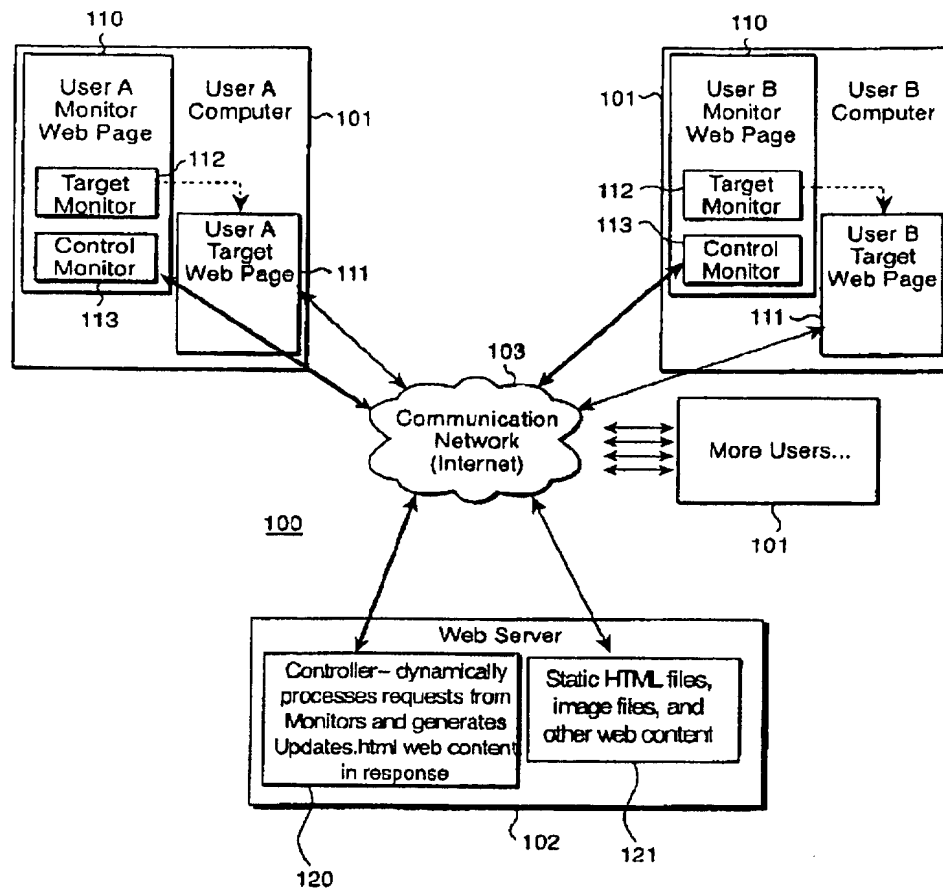 110
User A
Monitor
Web Page
User A
Computer
101
112
Target
Monitor
Control
Monitor
113
User A
Target
Web Page
111
110
101
User B
Monitor
Web Page
User B
Computer
112
Target
Monitor
113
Control
Monitor
User B
Target
Web Page
111
103
Communication
Network
(Internet)
More Users...
101
100
Web Server
Controller– dynamically
processes requests from
Monitors and generates
Updates.html web content
in response
Static HTML files,
image files, and
other web content
120
102
121